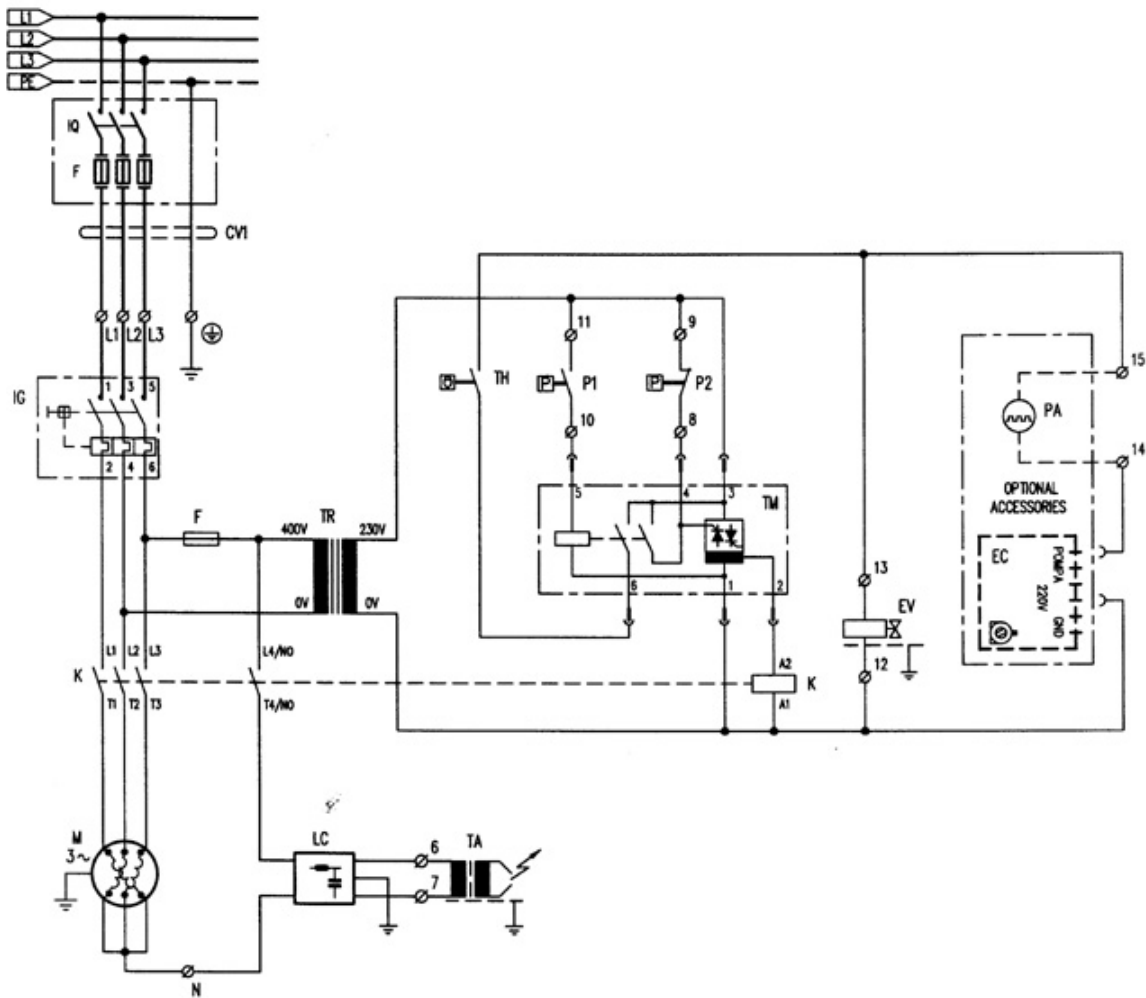 L1
L2
L3
PE
IQ
F
CV1
L1 L2 L3
IG
1 3 5
2 4 6
F
400V TR 230V
0V 0V
TH
11
P P1
10
9
P P2
8
5 4 3 TM
6 1 2
13
EV
12
15
PA
14
OPTIONAL
ACCESSORIES
EC
POMPA
220V
GND
K
L1 L2 L3
T1 T2 T3
L4/NO
T4/NO
A2
K
A1
M
3~
LC
6
7
TA
N